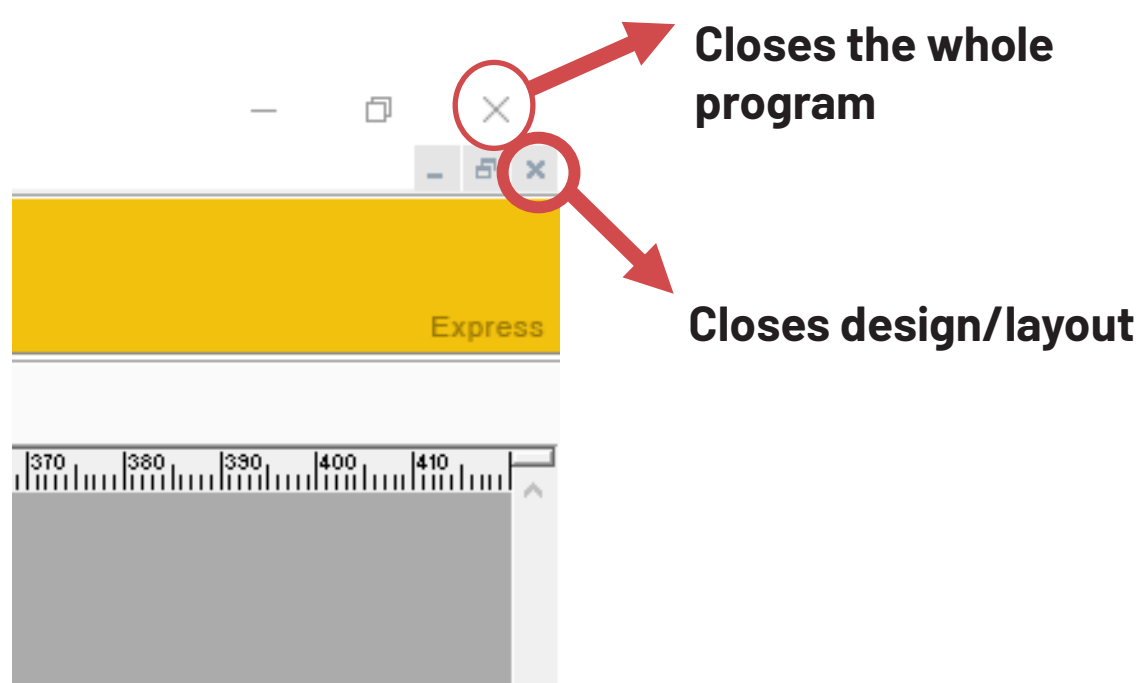 Closes the whole
program
Express
Closes design/layout
370 380 390 400 410